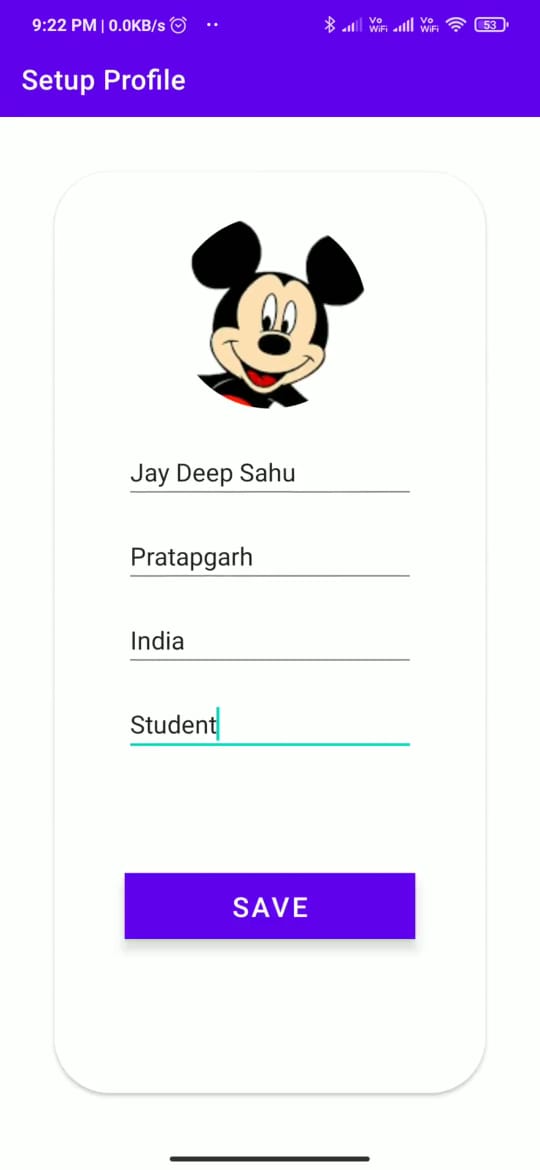 9:22 PM | 0.0KB/s
Vo WiFi Vo WiFi 53
Setup Profile
Jay Deep Sahu
Pratapgarh
India
Student
SAVE